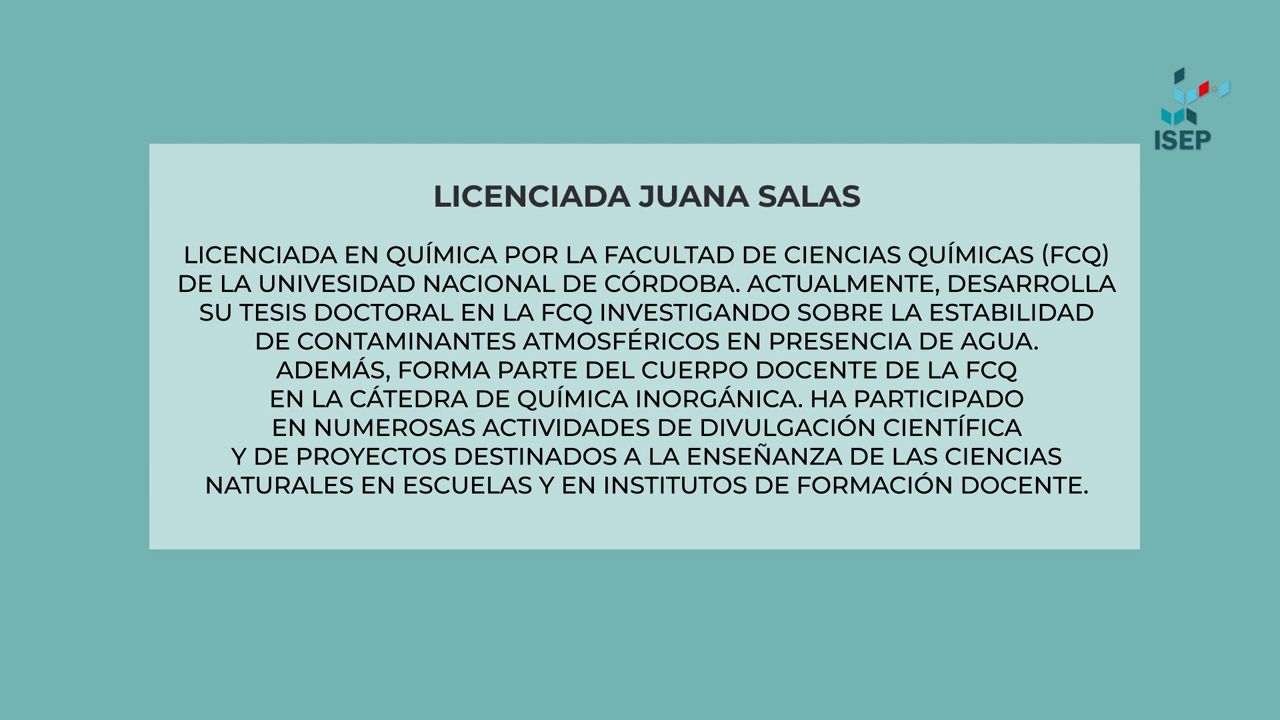 ISEP
LICENCIADA JUANA SALAS
LICENCIADA EN QUÍMICA POR LA FACULTAD DE CIENCIAS QUÍMICAS (FCQ)
DE LA UNIVESIDAD NACIONAL DE CÓRDOBA. ACTUALMENTE, DESARROLLA
SU TESIS DOCTORAL EN LA FCQ INVESTIGANDO SOBRE LA ESTABILIDAD
DE CONTAMINANTES ATMOSFÉRICOS EN PRESENCIA DE AGUA.
ADEMÁS, FORMA PARTE DEL CUERPO DOCENTE DE LA FCQ
EN LA CÁTEDRA DE QUÍMICA INORGÁNICA. HA PARTICIPADO
EN NUMEROSAS ACTIVIDADES DE DIVULGACIÓN CIENTÍFICA
Y DE PROYECTOS DESTINADOS A LA ENSEÑANZA DE LAS CIENCIAS
NATURALES EN ESCUELAS Y EN INSTITUTOS DE FORMACIÓN DOCENTE.